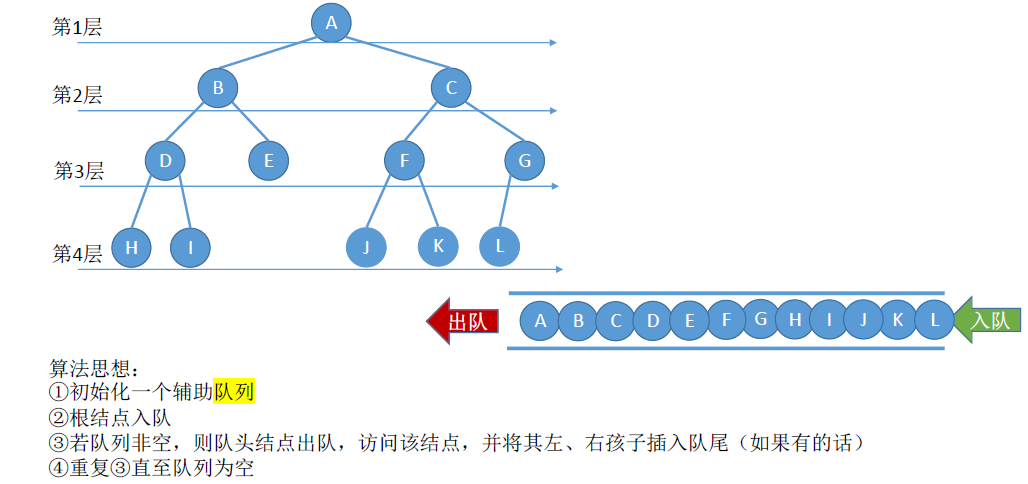 第1层
A
第2层
B
C
第3层
D
E
F
G
第4层
H
I
J
K
L
出队
A B C D E F G H I J K L
入队
算法思想：
①初始化一个辅助队列
②根结点入队
③若队列非空，则队头结点出队，访问该结点，并将其左、右孩子插入队尾（如果有的话）
④重复③直至队列为空